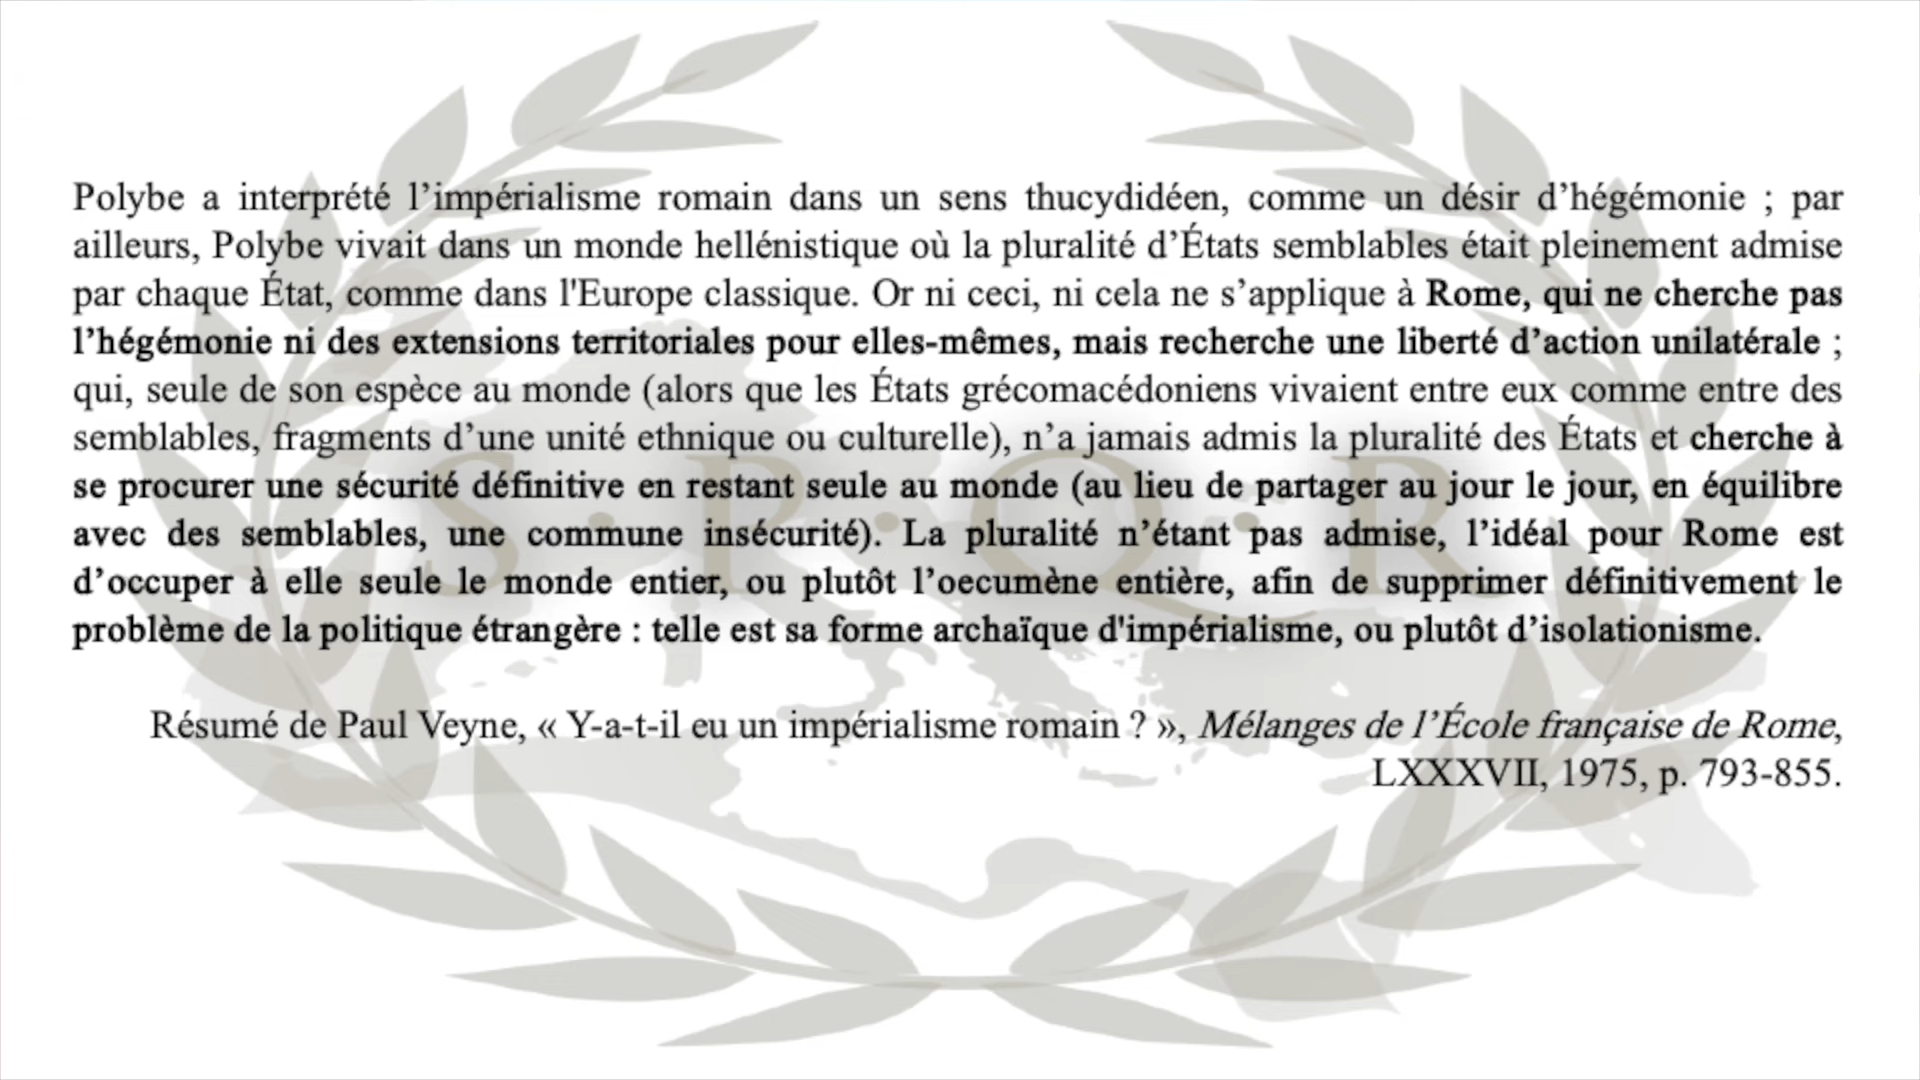 Polybe a interprété l’impérialisme romain dans un sens thucydidéen, comme un désir d’hégémonie ; par
ailleurs, Polybe vivait dans un monde hellénistique où la pluralité d’États semblables était pleinement admise
par chaque État, comme dans l'Europe classique. Or ni ceci, ni cela ne s’applique à Rome, qui ne cherche pas
l’hégémonie ni des extensions territoriales pour elles-mêmes, mais recherche une liberté d’action unilatérale ;
qui, seule de son espèce au monde (alors que les États grécomacédoniens vivaient entre eux comme entre des
semblables, fragments d’une unité ethnique ou culturelle), n’a jamais admis la pluralité des États et cherche à
se procurer une sécurité définitive en restant seule au monde (au lieu de partager au jour le jour, en équilibre
avec des semblables, une commune insécurité). La pluralité n’étant pas admise, l’idéal pour Rome est
d’occuper à elle seule le monde entier, ou plutôt l’oecumène entière, afin de supprimer définitivement le
problème de la politique étrangère : telle est sa forme archaïque d'impérialisme, ou plutôt d’isolationisme.
Résumé de Paul Veyne, « Y-a-t-il eu un impérialisme romain ? », Mélanges de l’École française de Rome,
LXXXVII, 1975, p. 793-855.
S·P·Q·R